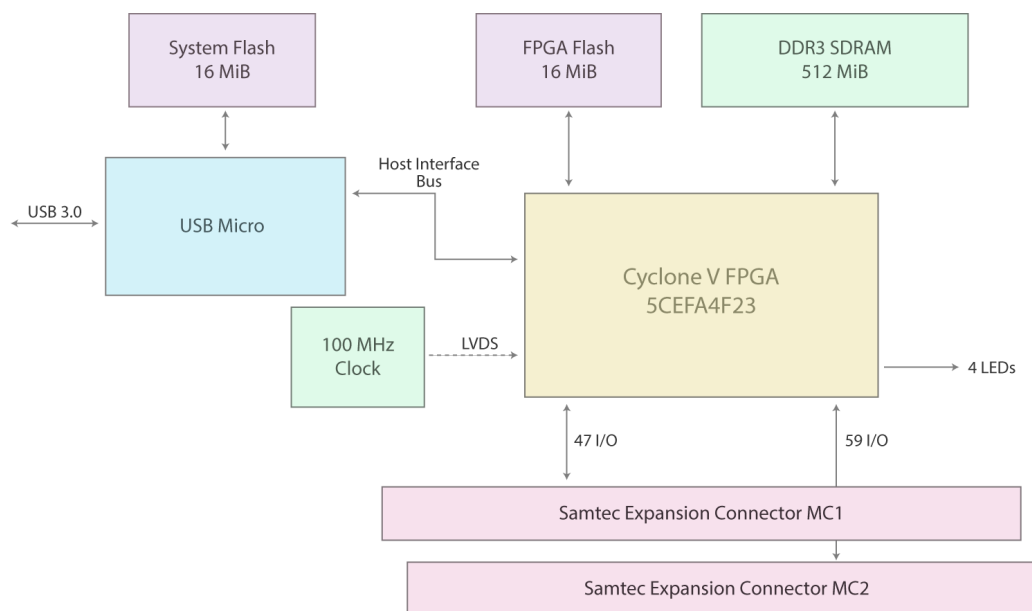 System Flash
16 MiB
FPGA Flash
16 MiB
DDR3 SDRAM
512 MiB
Host Interface
Bus
USB 3.0
USB Micro
Cyclone V FPGA
5CEFA4F23
100 MHz
Clock
LVDS
4 LEDs
47 I/O
59 I/O
Samtec Expansion Connector MC1
Samtec Expansion Connector MC2